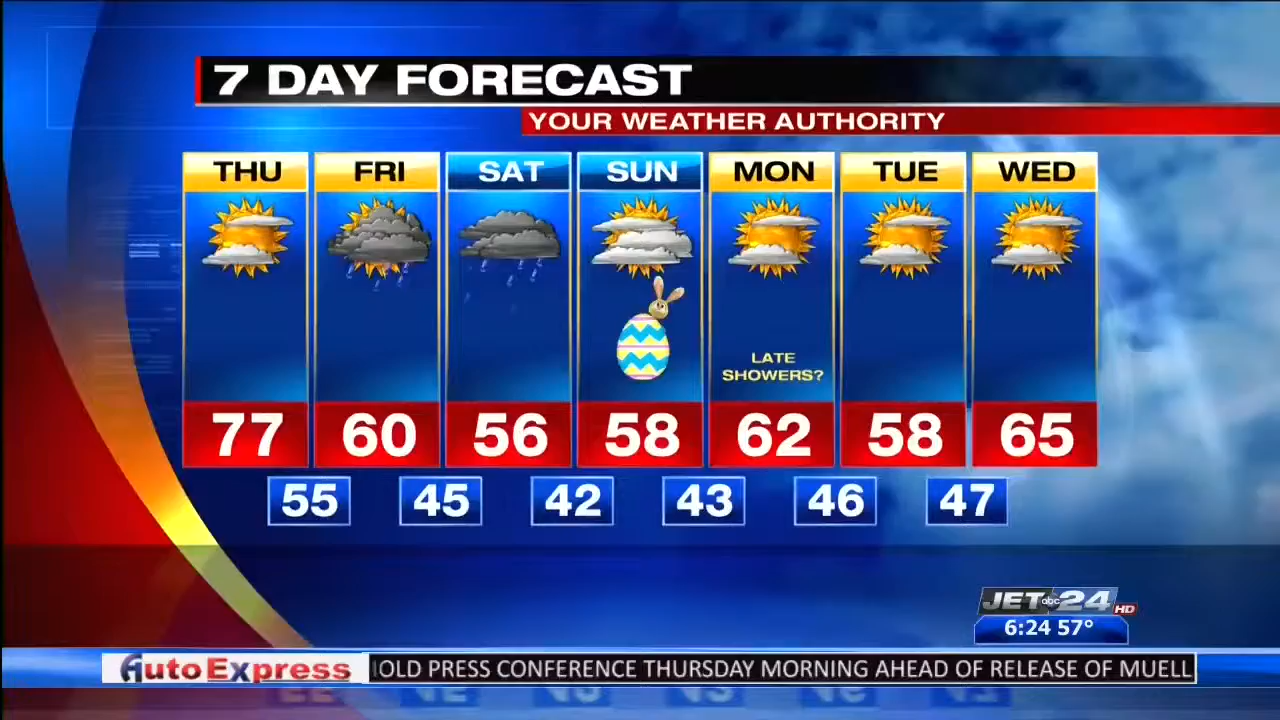 7 DAY FORECAST
YOUR WEATHER AUTHORITY
THU FRI SAT SUN MON TUE WED
LATE
SHOWERS?
77 60 56 58 62 58 65
55 45 42 43 46 47
JET abc 24 HD
6:24 57°
AutoExpress IOLD PRESS CONFERENCE THURSDAY MORNING AHEAD OF RELEASE OF MUELL